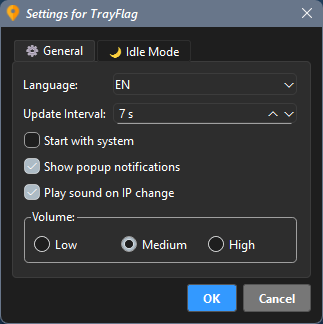 Settings for TrayFlag
General
Idle Mode
Language: EN
Update Interval: 7 s
Start with system
Show popup notifications
Play sound on IP change
Volume:
Low Medium High
OK Cancel